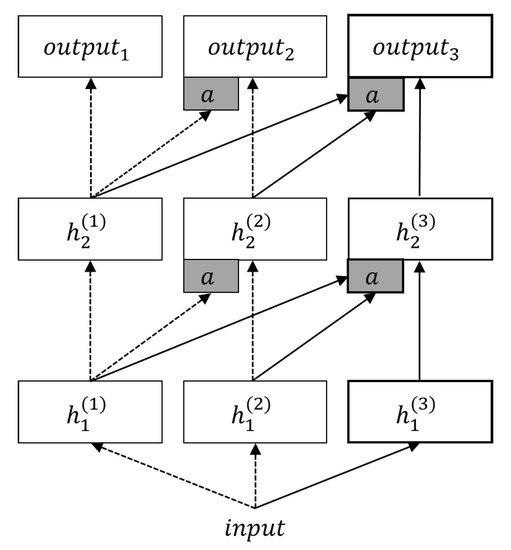 output₁ output₂ output₃
a a
h₂⁽¹⁾ h₂⁽²⁾ h₂⁽³⁾
a a
h₁⁽¹⁾ h₁⁽²⁾ h₁⁽³⁾
input